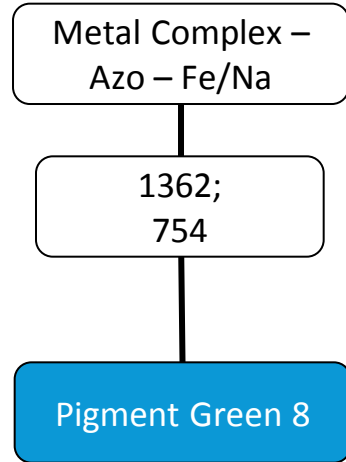 Metal Complex –
Azo – Fe/Na
1362;
754
Pigment Green 8